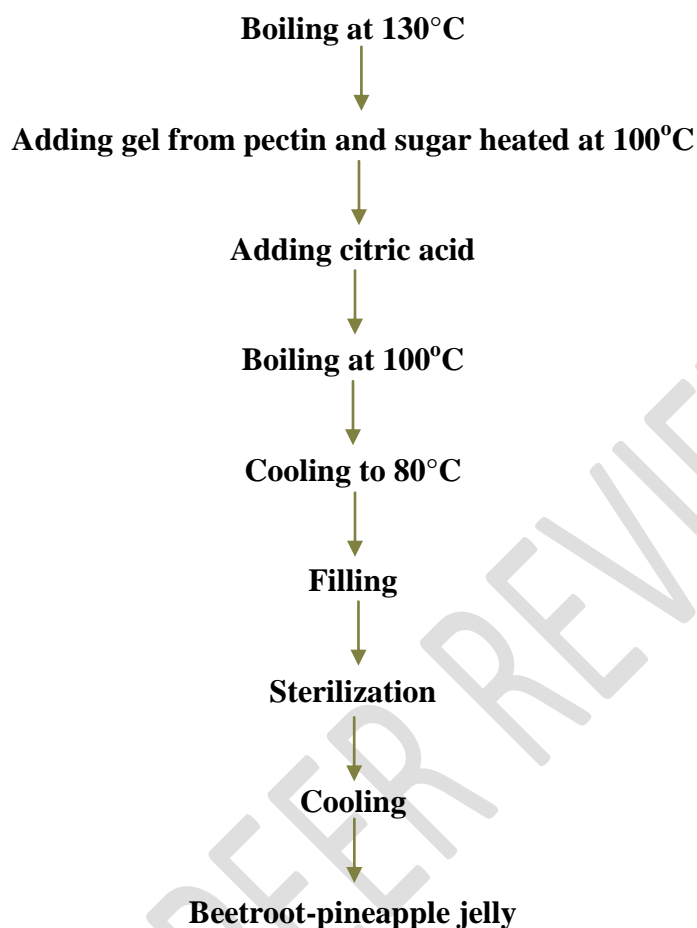 Boiling at 130°C
Adding gel from pectin and sugar heated at 100°C
Adding citric acid
Boiling at 100°C
Cooling to 80°C
Filling
Sterilization
Cooling
Beetroot-pineapple jelly
PEER REVIE